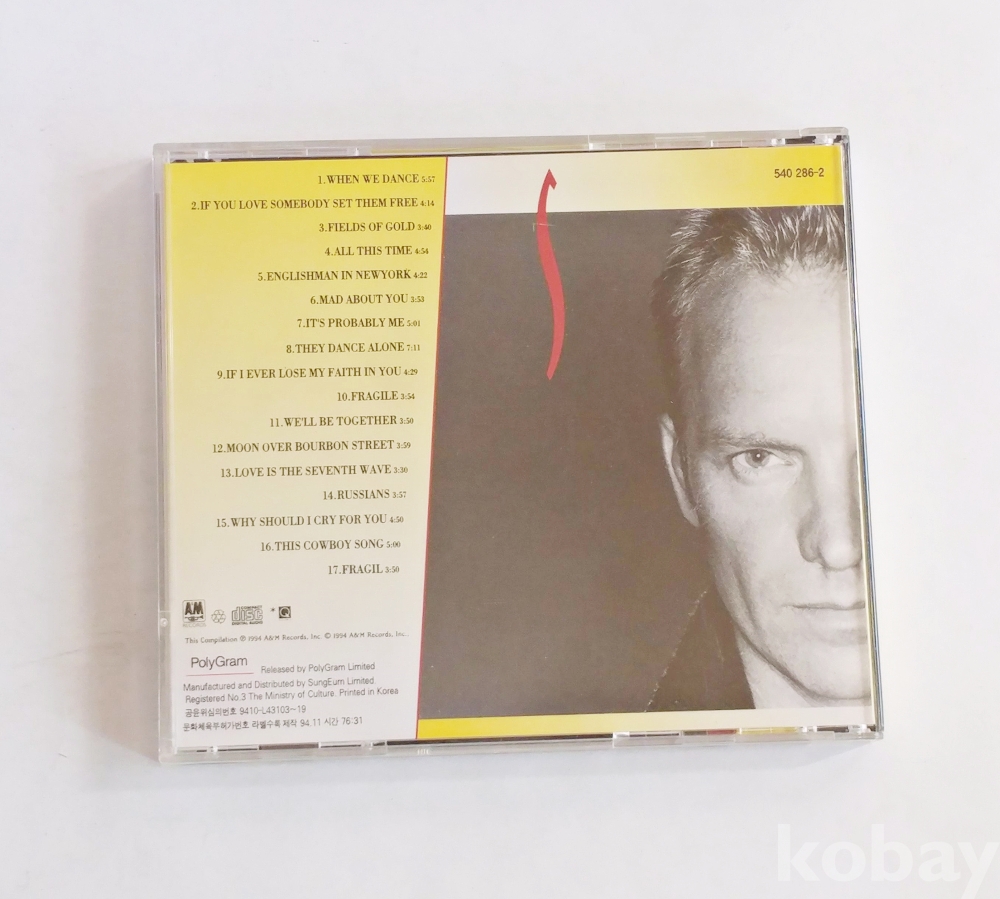 1.WHEN WE DANCE 5:57
2.IF YOU LOVE SOMEBODY SET THEM FREE 4:14
3.FIELDS OF GOLD 3:40
4.ALL THIS TIME 4:54
5.ENGLISHMAN IN NEWYORK 4:22
6.MAD ABOUT YOU 3:53
7.IT'S PROBABLY ME 5:01
8.THEY DANCE ALONE 7:11
9.IF I EVER LOSE MY FAITH IN YOU 4:29
10.FRAGILE 3:54
11.WE'LL BE TOGETHER 3:50
12.MOON OVER BOURBON STREET 3:59
13.LOVE IS THE SEVENTH WAVE 3:30
14.RUSSIANS 3:57
15.WHY SHOULD I CRY FOR YOU 4:50
16.THIS COWBOY SONG 5:00
17.FRAGIL 3:50
540 286-2
A&M RECORDS
COMPACT disc DIGITAL AUDIO
This Compilation ℗ 1994 A&M Records, Inc. © 1994 A&M Records, Inc.
PolyGram Released by PolyGram Limited
Manufactured and Distributed by SungEum Limited.
Registered No.3 The Ministry of Culture. Printed in Korea
공윤위심의번호 9410-L43103~19
문화체육부허가번호 라벨수록 제작 94.11 시간 76:31
kobay